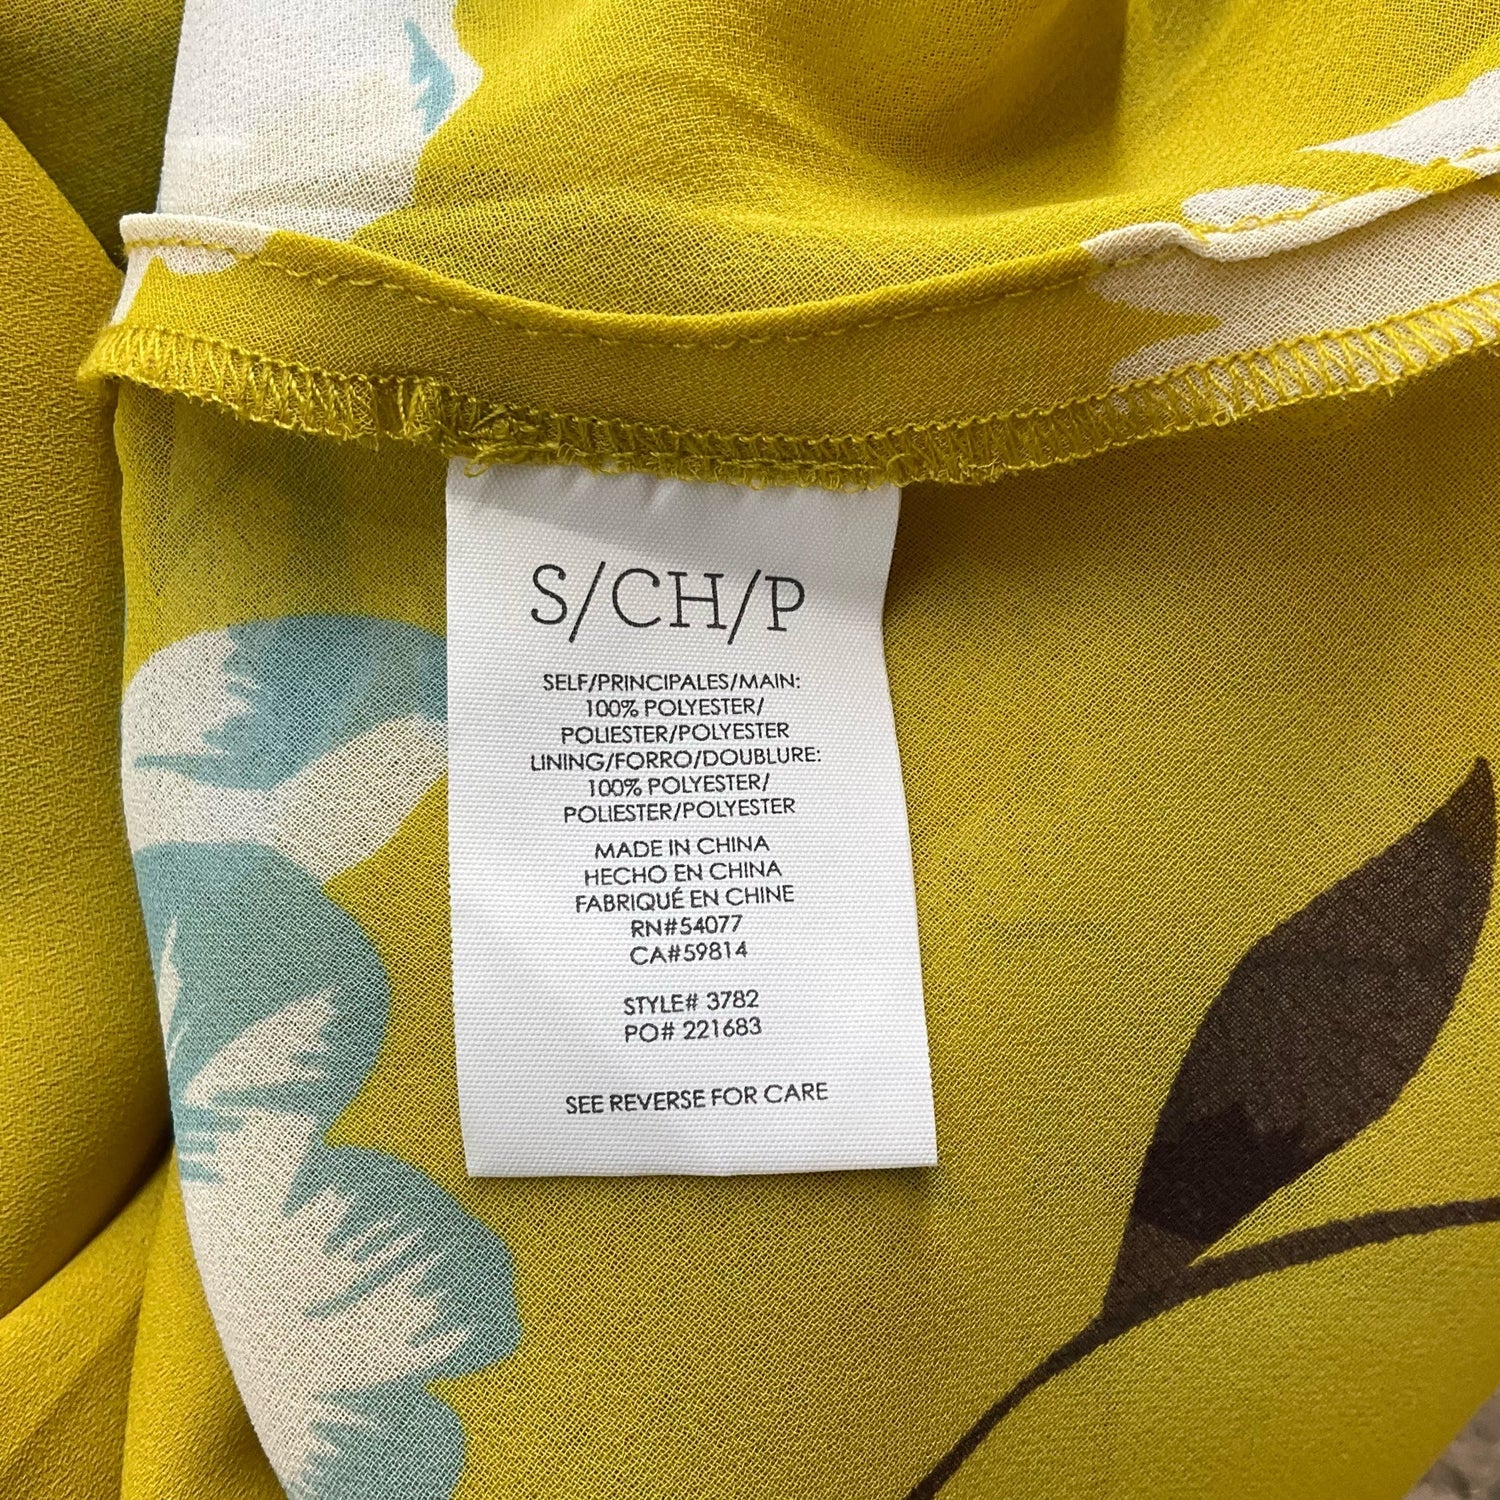 S/CH/P
SELF/PRINCIPALES/MAIN:
100% POLYESTER/
POLIESTER/POLYESTER
LINING/FORRO/DOUBLURE:
100% POLYESTER/
POLIESTER/POLYESTER
MADE IN CHINA
HECHO EN CHINA
FABRIQUÉ EN CHINE
RN#54077
CA#59814
STYLE# 3782
PO# 221683
SEE REVERSE FOR CARE